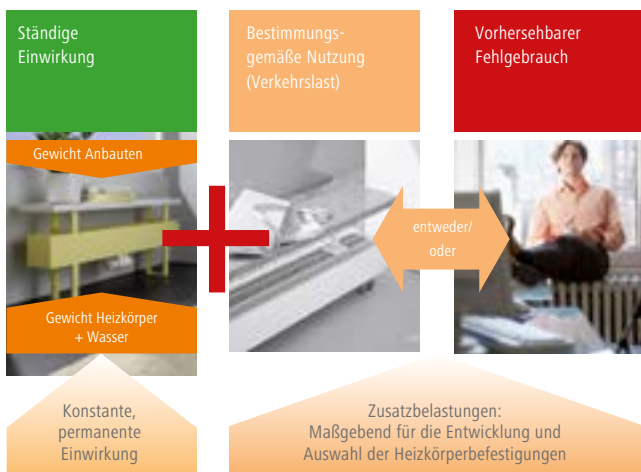 Ständige
Einwirkung
Bestimmungs-
gemäße Nutzung
(Verkehrslast)
Vorhersehbarer
Fehlgebrauch
Gewicht Anbauten
entweder/
oder
Gewicht Heizkörper
+ Wasser
Konstante,
permanente
Einwirkung
Zusatzbelastungen:
Maßgebend für die Entwicklung und
Auswahl der Heizkörperbefestigungen